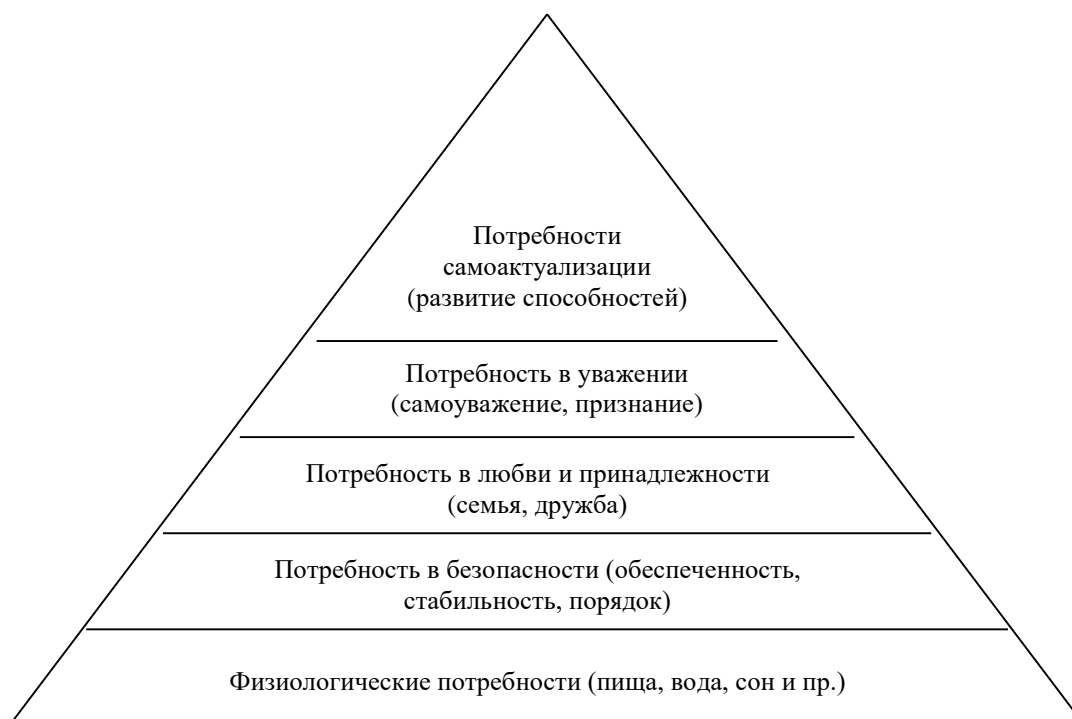 Потребности
самоактуализации
(развитие способностей)
Потребность в уважении
(самоуважение, признание)
Потребность в любви и принадлежности
(семья, дружба)
Потребность в безопасности (обеспеченность,
стабильность, порядок)
Физиологические потребности (пища, вода, сон и пр.)